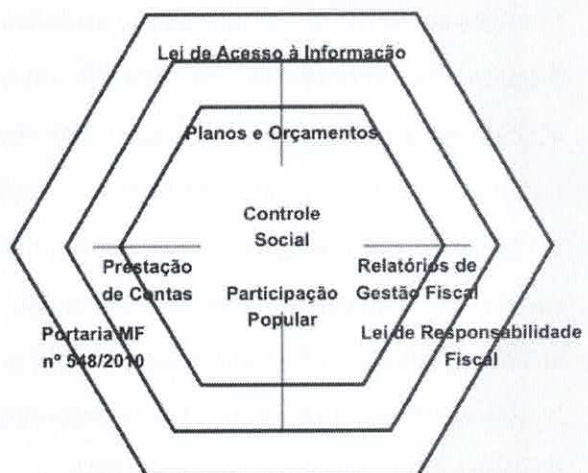 Lei de Acesso à Informação
Planos e Orçamentos
Controle
Social
Prestação
de Contas
Participação
Popular
Relatórios de
Gestão Fiscal
Portaria MF
nº 548/2010
Lei de Responsabilidade
Fiscal